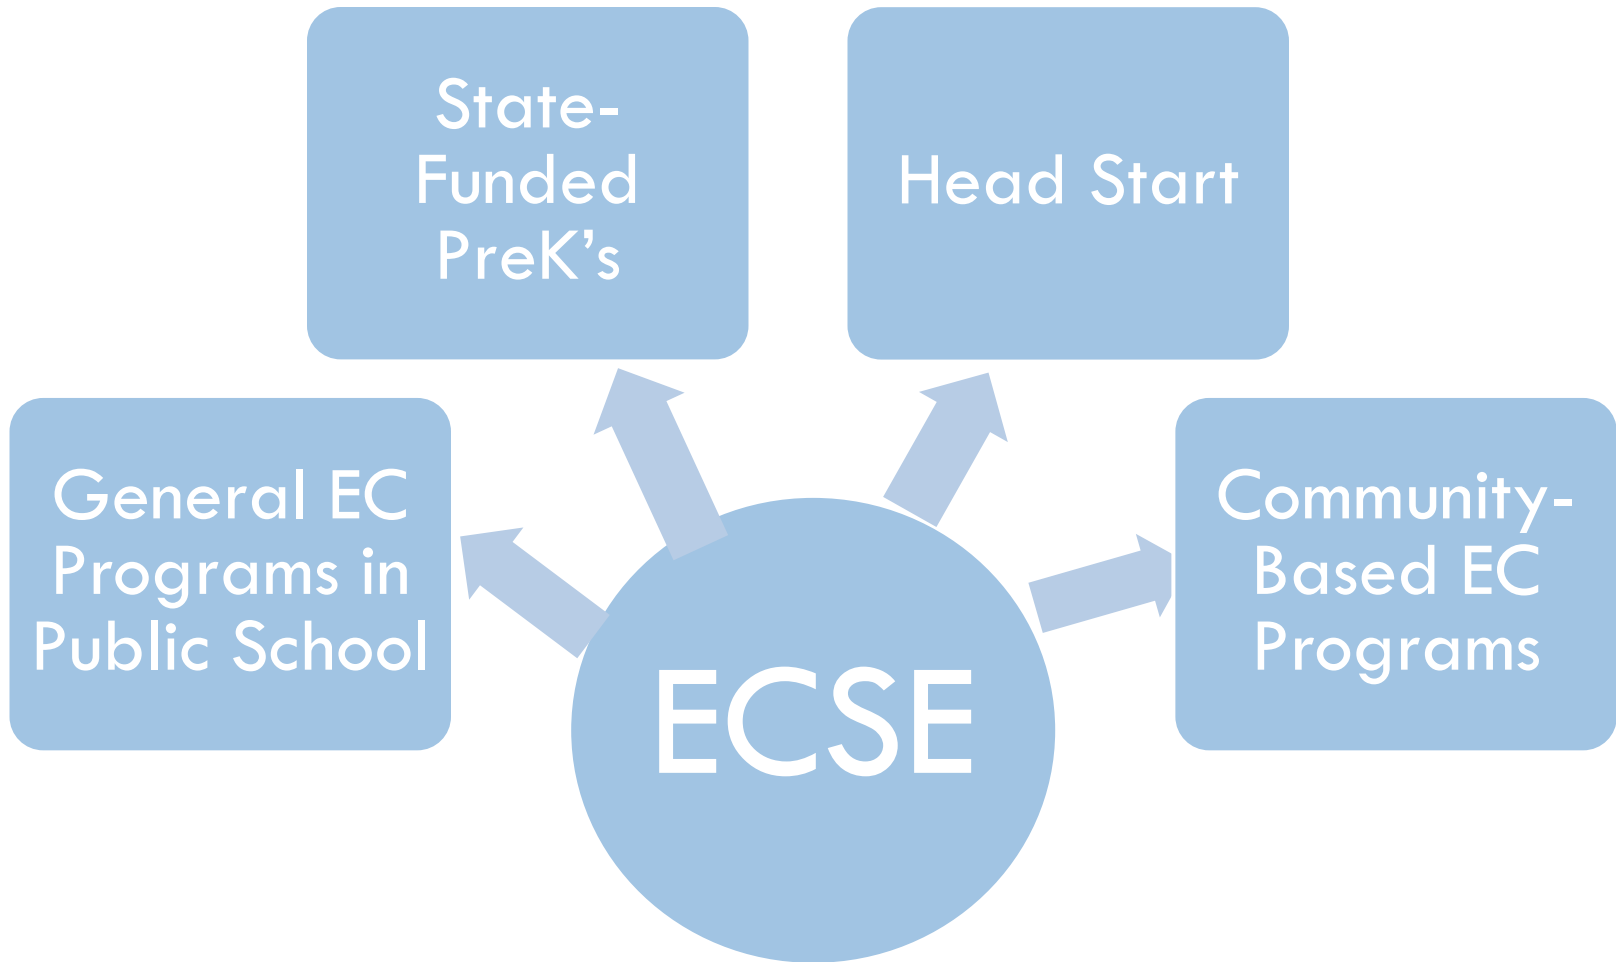 State-
Funded
PreK’s
Head Start
General EC
Programs in
Public School
Community-
Based EC
Programs
ECSE